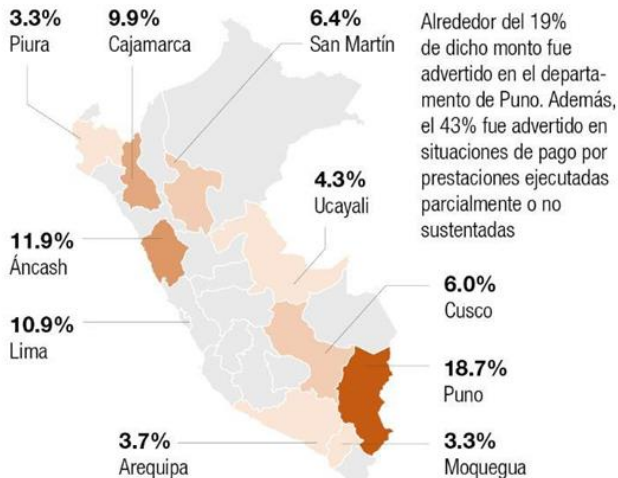 3.3%
Piura
9.9%
Cajamarca
6.4%
San Martín
Alrededor del 19%
de dicho monto fue
advertido en el departa-
mento de Puno. Además,
el 43% fue advertido en
situaciones de pago por
prestaciones ejecutadas
parcialmente o no
sustentadas
4.3%
Ucayali
11.9%
Áncash
10.9%
Lima
6.0%
Cusco
18.7%
Puno
3.7%
Arequipa
3.3%
Moquegua